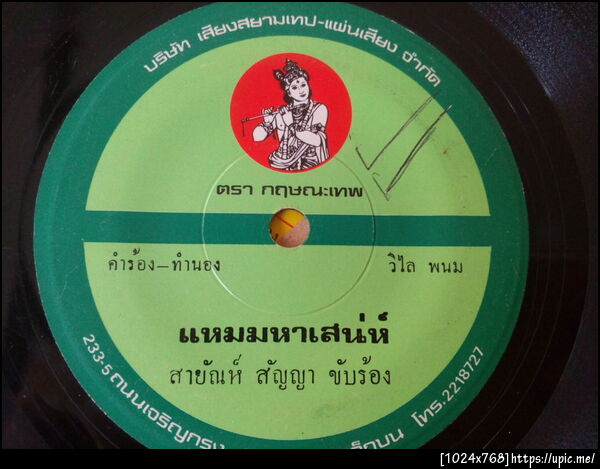 บริษัท เสียงสยามเทป-แผ่นเสียง จำกัด
ตรา กฤษณะเทพ
คำร้อง—ทำนอง วิไล พนม
แหมมหาเสน่ห์
สายัณห์ สัญญา ขับร้อง
233-5 ถนนเจริญกรุง โทร. 2218727
[1024x768]https://upic.me/